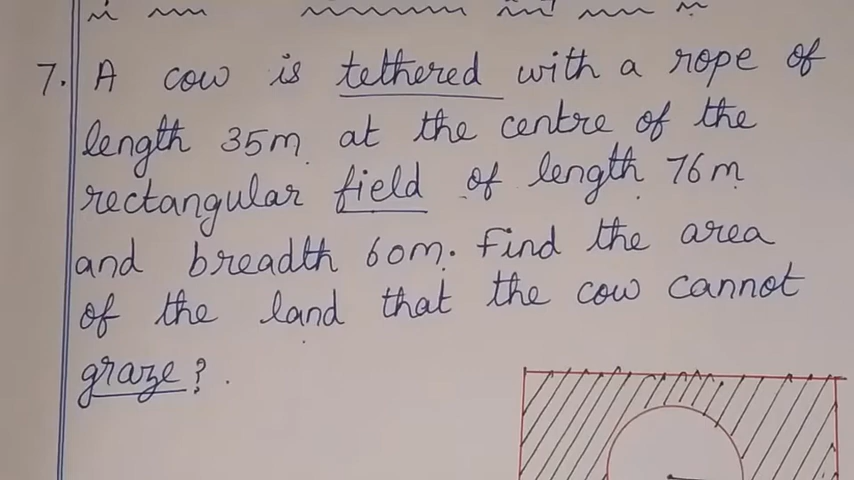 7. A cow is tethered with a rope of
length 35m at the centre of the
rectangular field of length 76m
and breadth 60m. Find the area
of the land that the cow cannot
graze?